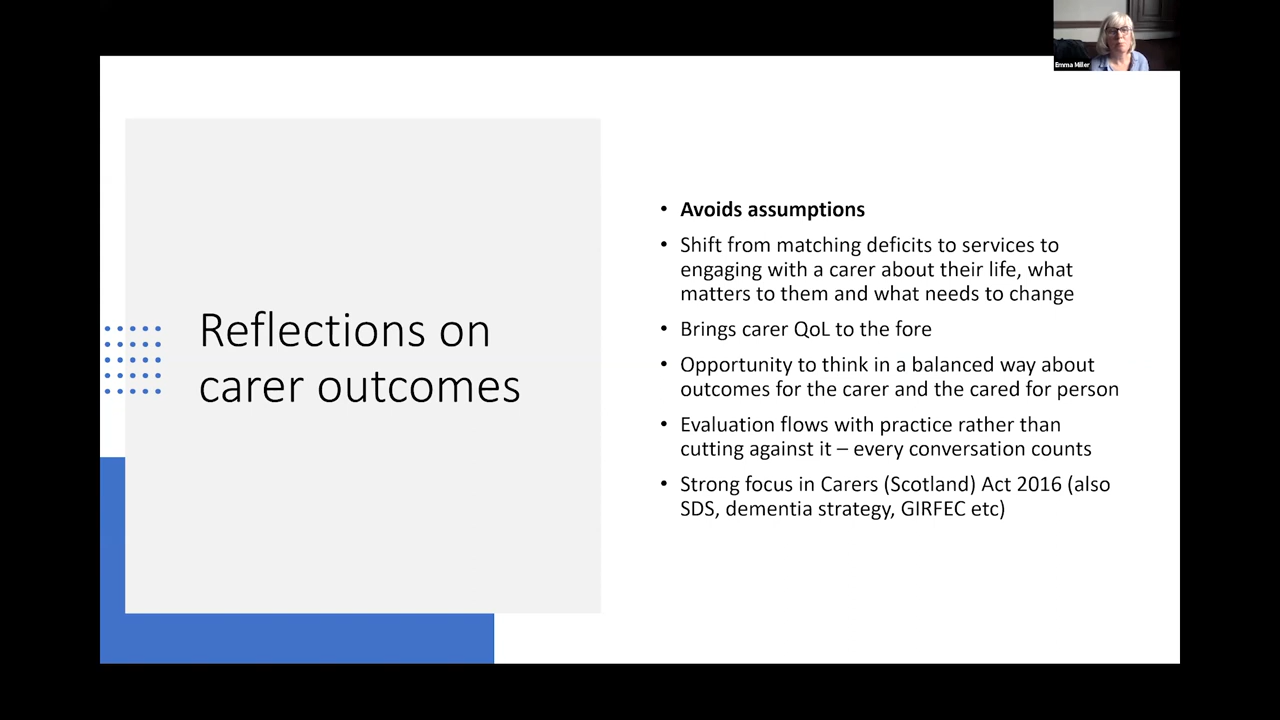 Emma Miller
Reflections on
carer outcomes
• Avoids assumptions
• Shift from matching deficits to services to
engaging with a carer about their life, what
matters to them and what needs to change
• Brings carer QoL to the fore
• Opportunity to think in a balanced way about
outcomes for the carer and the cared for person
• Evaluation flows with practice rather than
cutting against it – every conversation counts
• Strong focus in Carers (Scotland) Act 2016 (also
SDS, dementia strategy, GIRFEC etc)